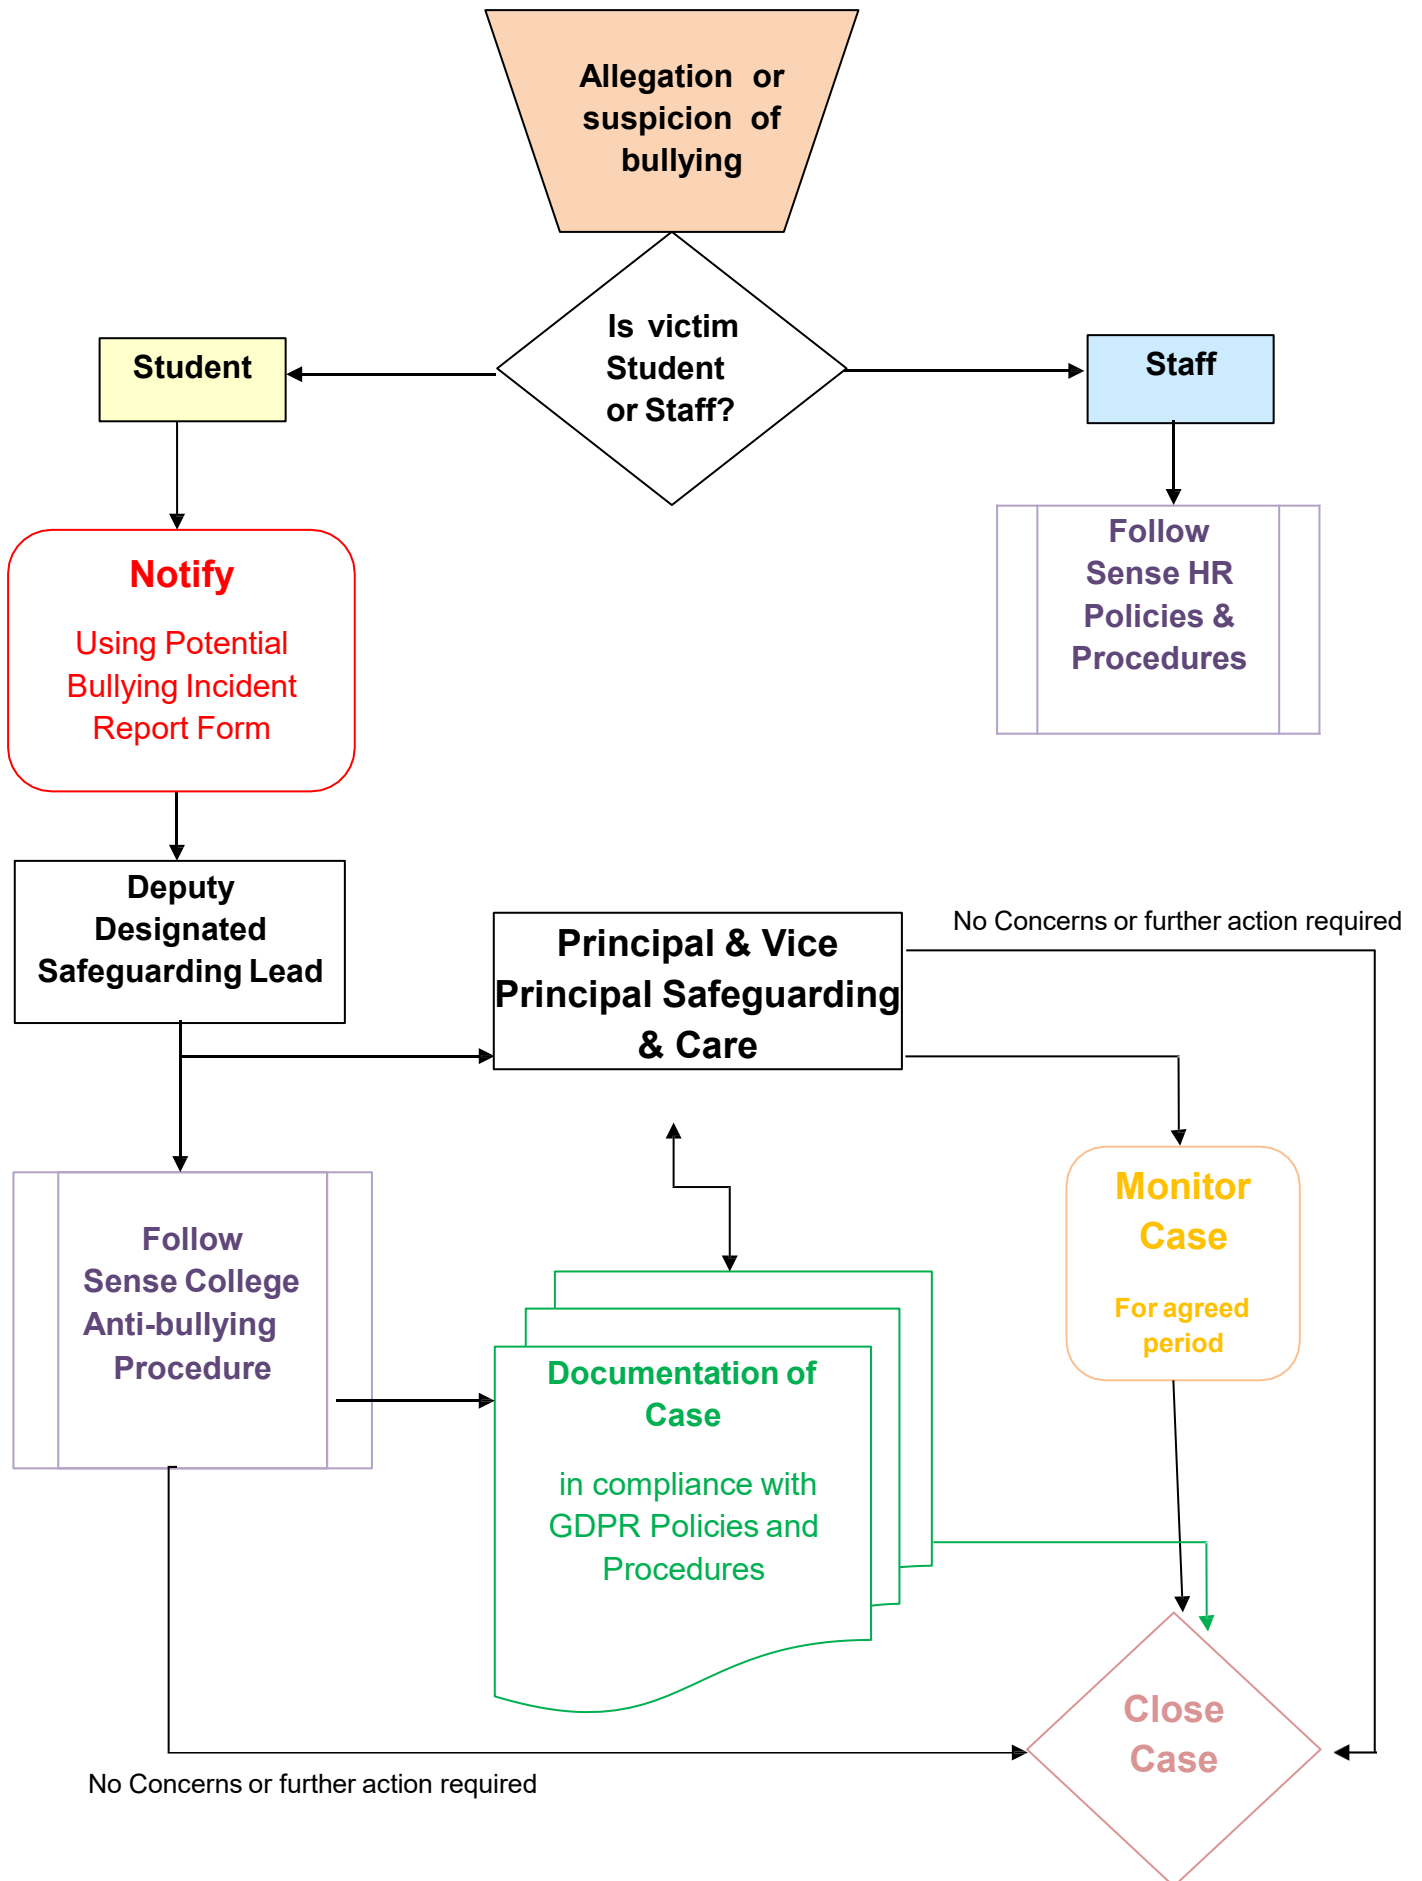 Allegation or
suspicion of
bullying
Is victim
Student
or Staff?
Student
Staff
Follow
Sense HR
Policies &
Procedures
Notify
Using Potential
Bullying Incident
Report Form
Deputy
Designated
Safeguarding Lead
Principal & Vice
Principal Safeguarding
& Care
No Concerns or further action required
Monitor
Case
For agreed
period
Follow
Sense College
Anti-bullying
Procedure
Documentation of
Case
in compliance with
GDPR Policies and
Procedures
Close
Case
No Concerns or further action required